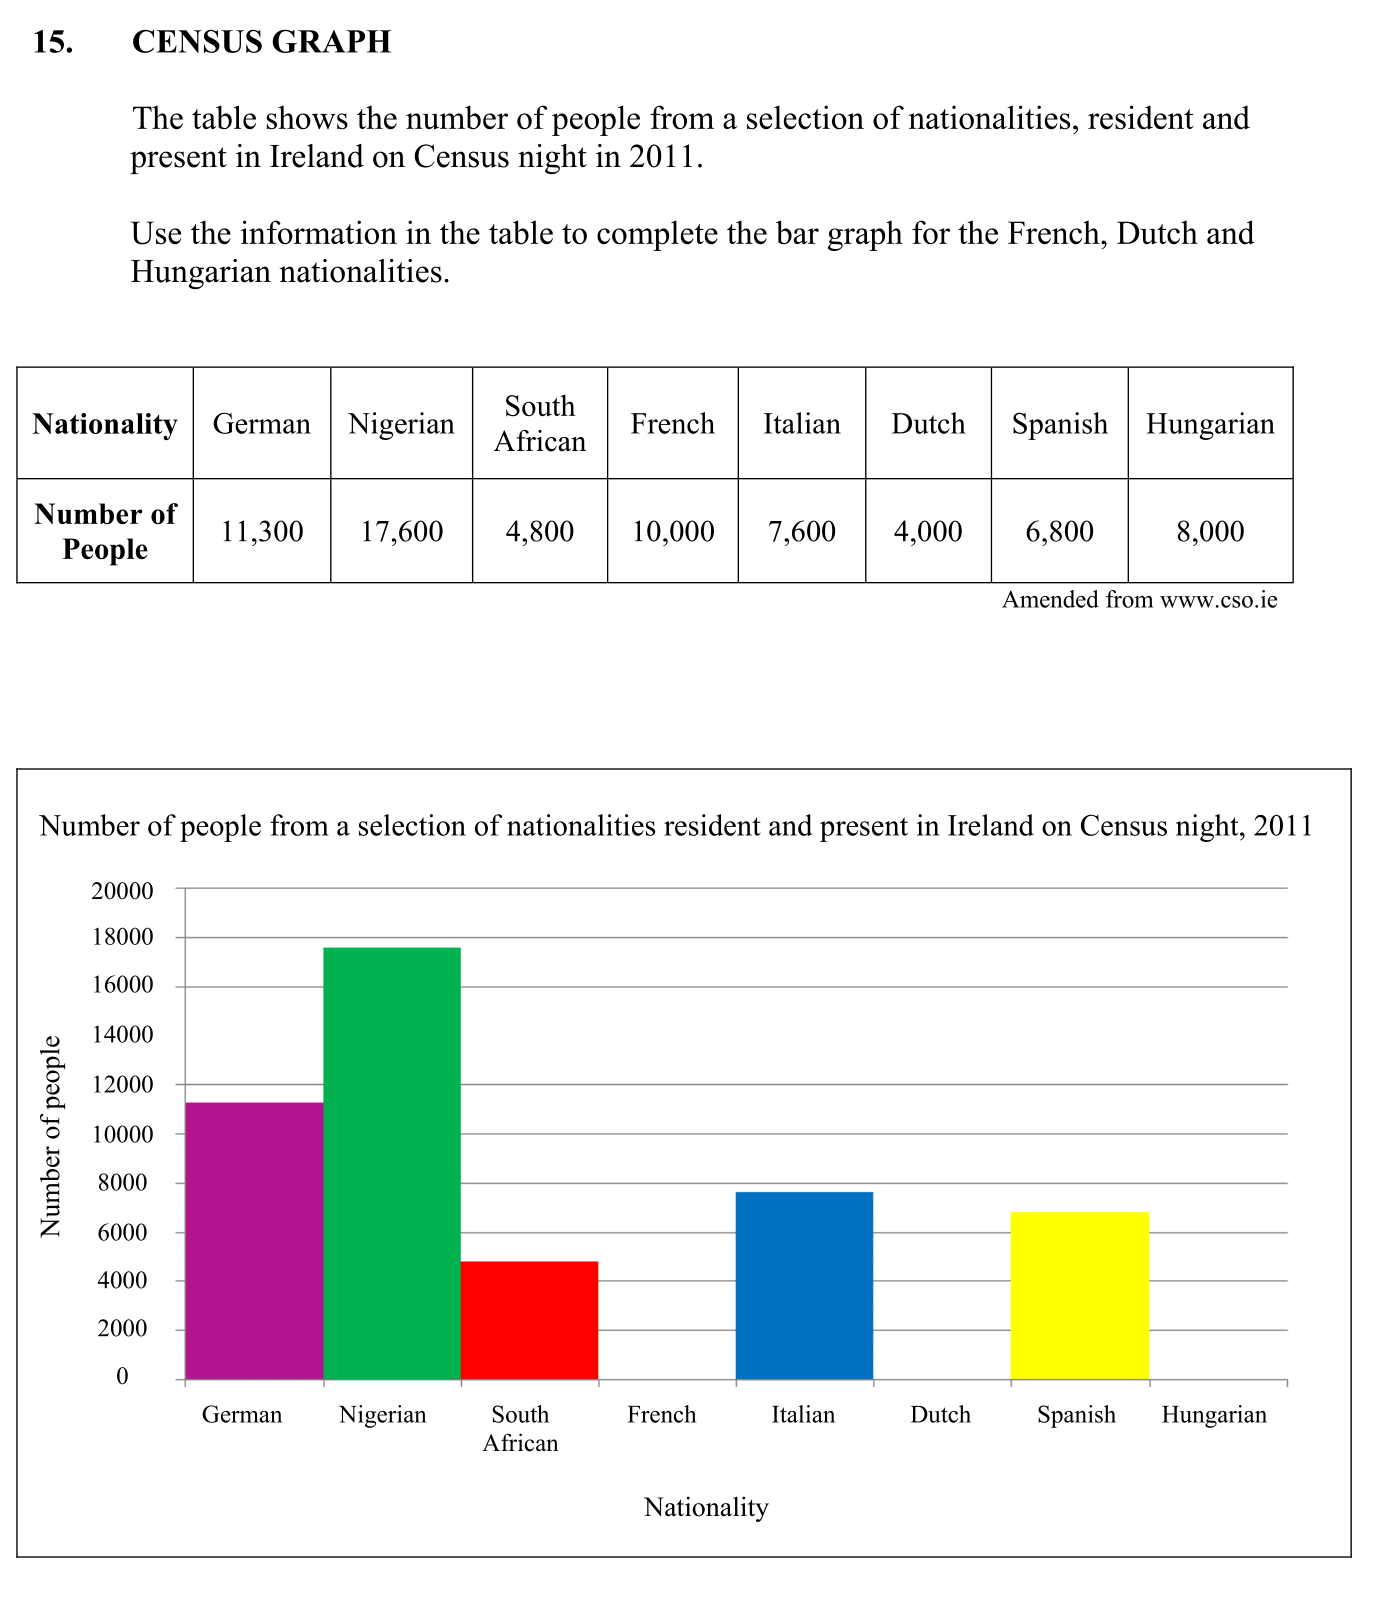 15. CENSUS GRAPH
The table shows the number of people from a selection of nationalities, resident and
present in Ireland on Census night in 2011.
Use the information in the table to complete the bar graph for the French, Dutch and
Hungarian nationalities.
Nationality German Nigerian South African French Italian Dutch Spanish Hungarian
Number of People 11,300 17,600 4,800 10,000 7,600 4,000 6,800 8,000
Amended from www.cso.ie
Number of people from a selection of nationalities resident and present in Ireland on Census night, 2011
20000
18000
16000
14000
12000
10000
8000
6000
4000
2000
0
Number of people
German Nigerian South African French Italian Dutch Spanish Hungarian
Nationality